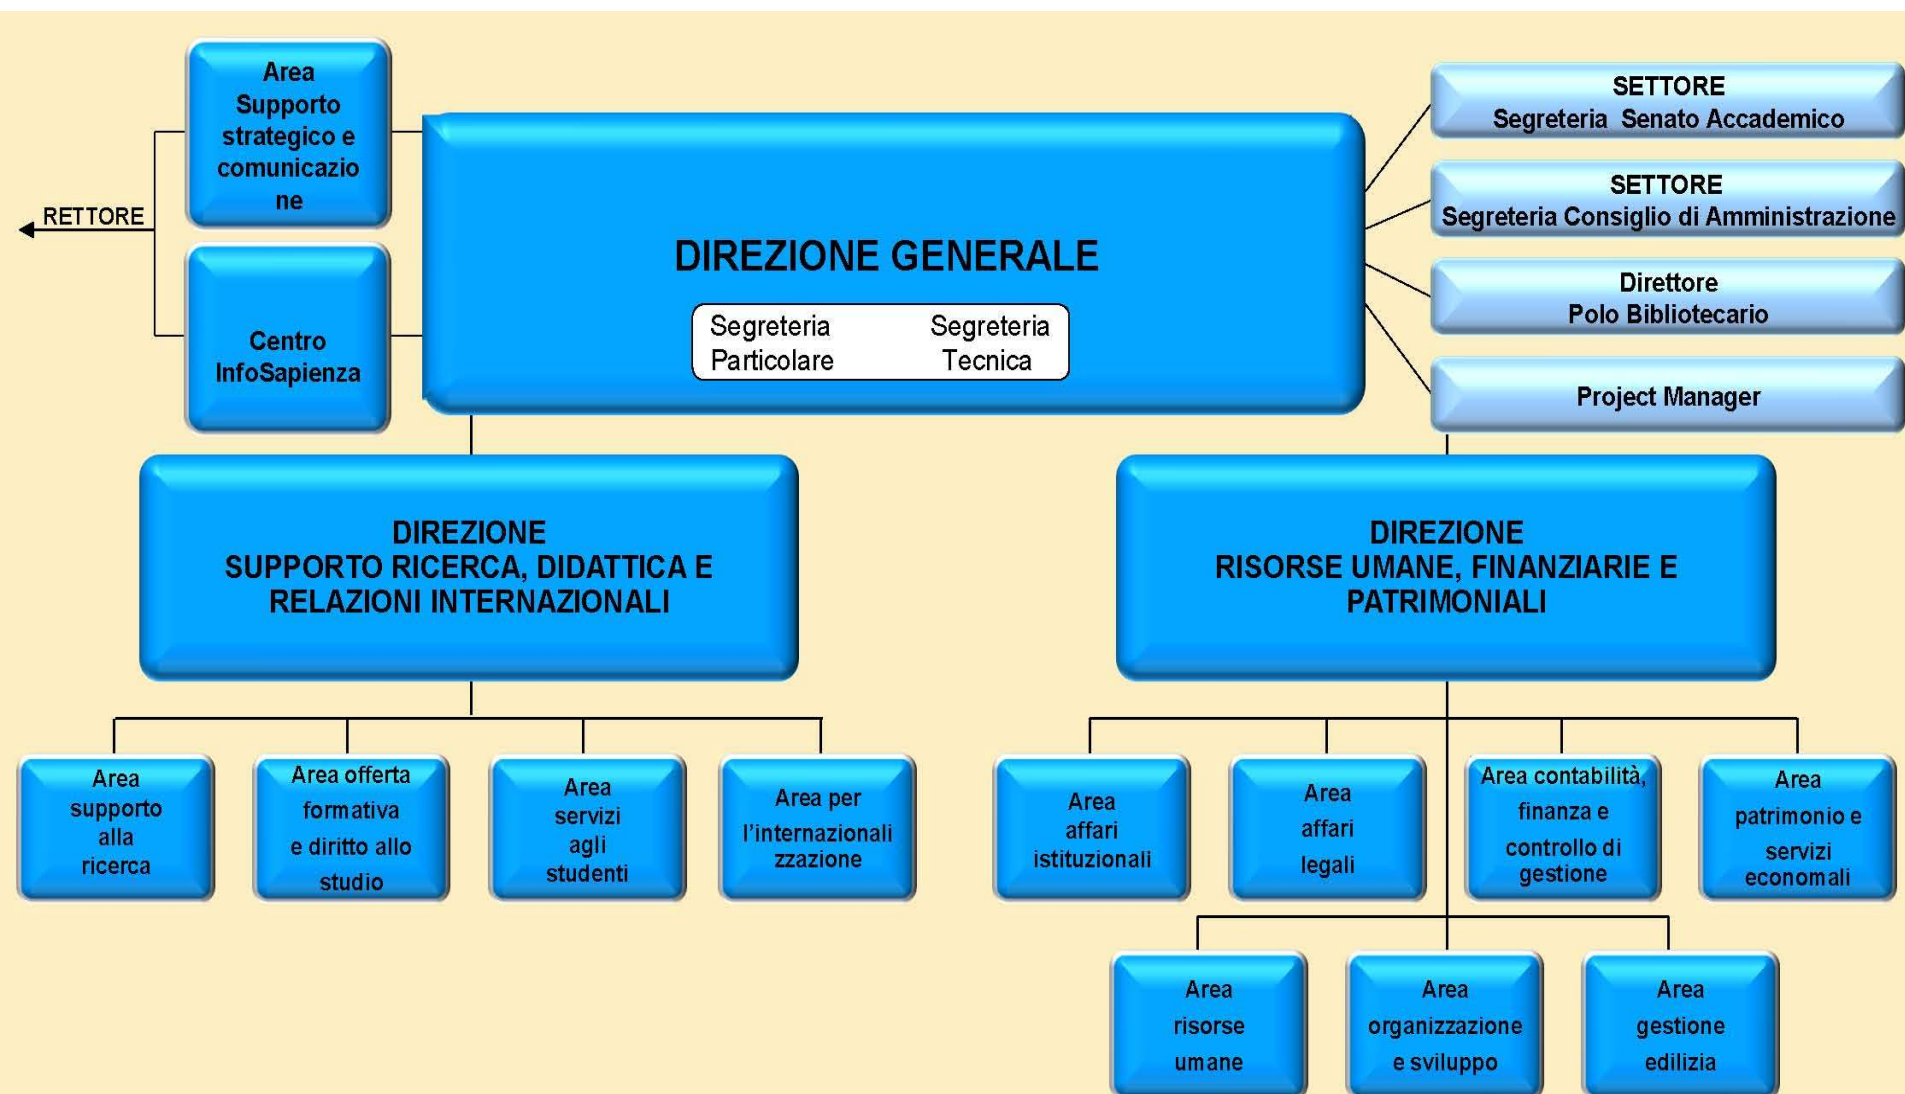 Area
Supporto
strategico e
comunicazio
ne
RETTORE
Centro
InfoSapienza
DIREZIONE GENERALE
Segreteria
Particolare
Segreteria
Tecnica
SETTORE
Segreteria Senato Accademico
SETTORE
Segreteria Consiglio di Amministrazione
Direttore
Polo Bibliotecario
Project Manager
DIREZIONE
SUPPORTO RICERCA, DIDATTICA E
RELAZIONI INTERNAZIONALI
DIREZIONE
RISORSE UMANE, FINANZIARIE E
PATRIMONIALI
Area
supporto
alla
ricerca
Area offerta
formativa
e diritto allo
studio
Area
servizi
agli
studenti
Area per
l'internazionali
zzazione
Area
affari
istituzionali
Area
affari
legali
Area contabilità,
finanza e
controllo di
gestione
Area
patrimonio e
servizi
economali
Area
risorse
umane
Area
organizzazione
e sviluppo
Area
gestione
edilizia